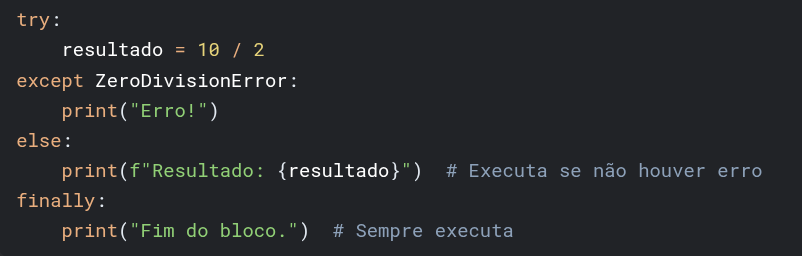 try:
    resultado = 10 / 2
except ZeroDivisionError:
    print("Erro!")
else:
    print(f"Resultado: {resultado}")  # Executa se não houver erro
finally:
    print("Fim do bloco.")  # Sempre executa